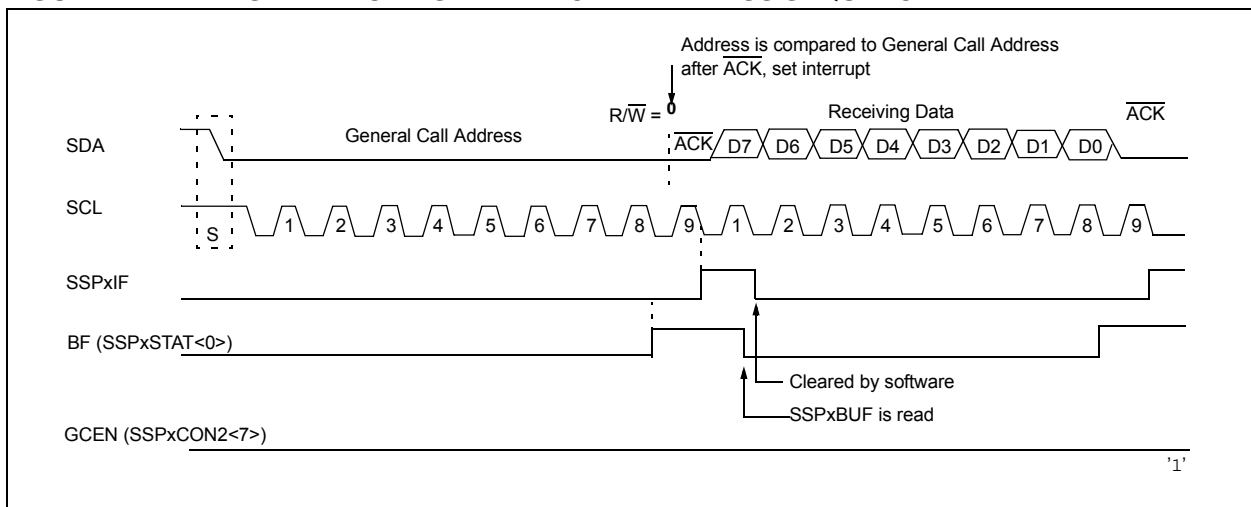 Address is compared to General Call Address
after ACK, set interrupt
R/W = 0
General Call Address
Receiving Data
ACK
SDA
ACK D7 D6 D5 D4 D3 D2 D1 D0
SCL
S
1 2 3 4 5 6 7 8 9 1 2 3 4 5 6 7 8 9
SSPxIF
BF (SSPxSTAT<0>)
Cleared by software
SSPxBUF is read
GCEN (SSPxCON2<7>)
'1'